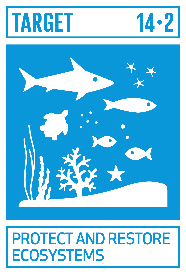 TARGET 14·2
PROTECT AND RESTORE
ECOSYSTEMS